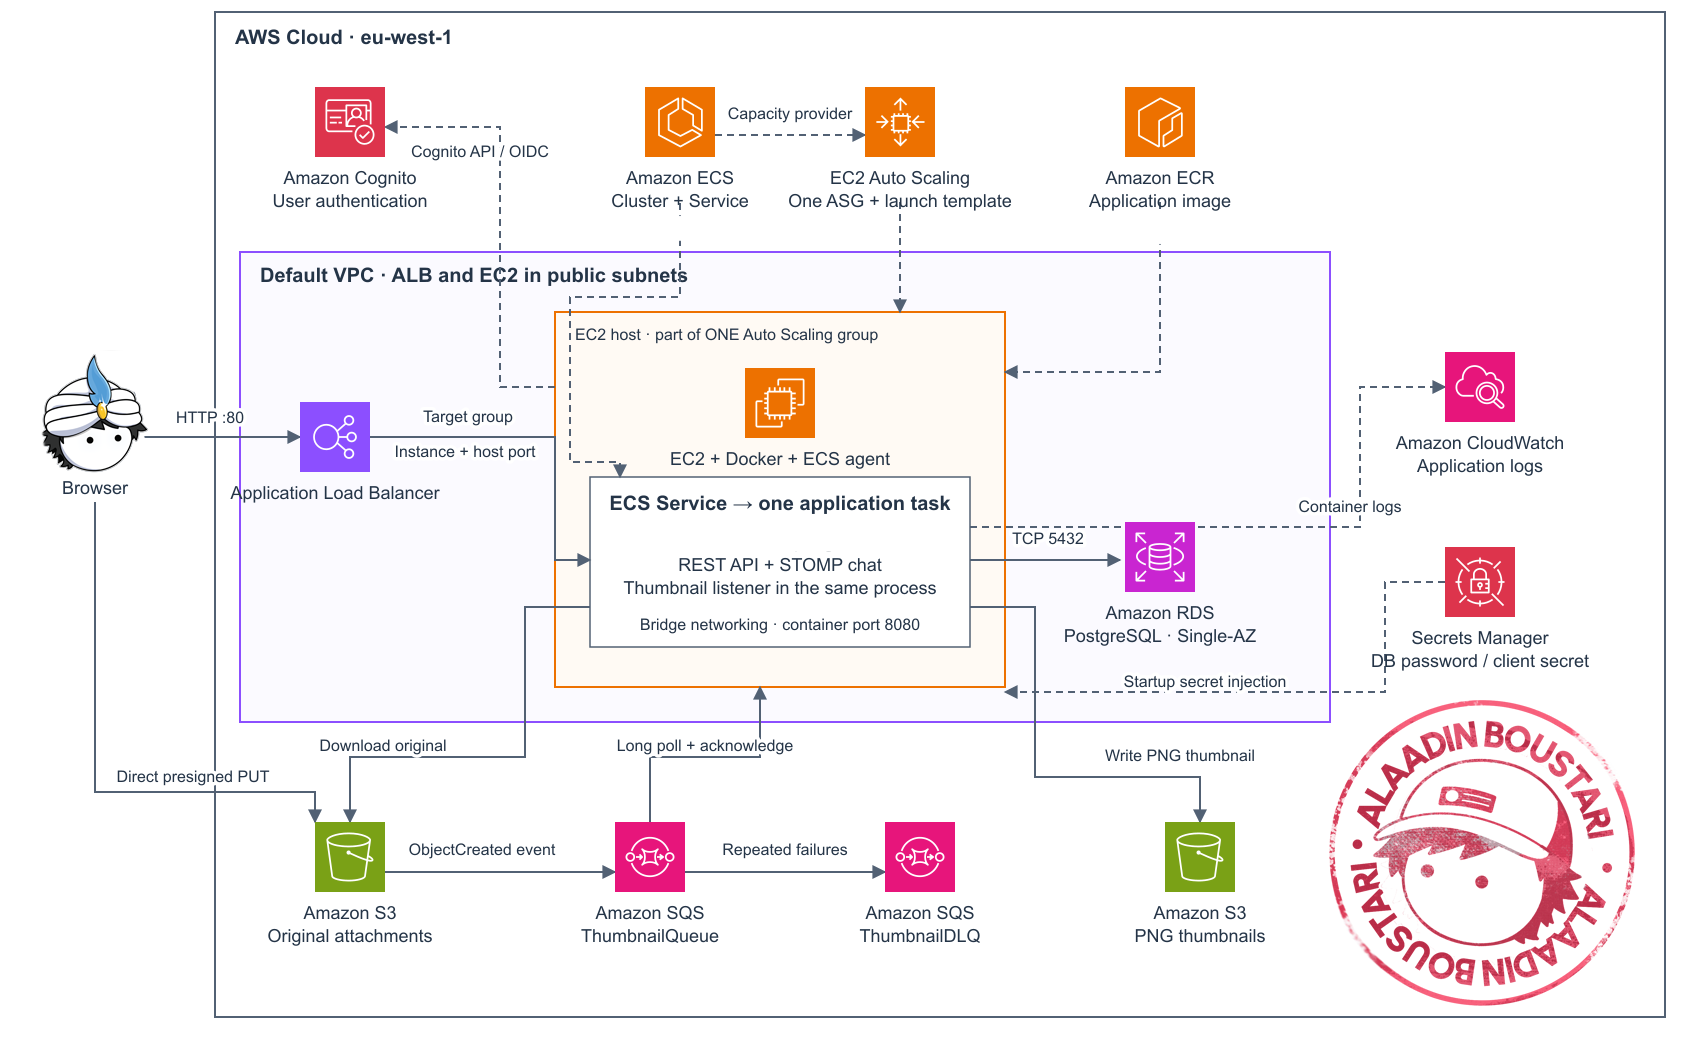 AWS Cloud · eu-west-1
Capacity provider
Cognito API / OIDC
Amazon Cognito
User authentication
Amazon ECS
Cluster + Service
EC2 Auto Scaling
One ASG + launch template
Amazon ECR
Application image
Default VPC · ALB and EC2 in public subnets
EC2 host · part of ONE Auto Scaling group
HTTP :80
Target group
Instance + host port
Browser
Application Load Balancer
EC2 + Docker + ECS agent
Amazon CloudWatch
Application logs
ECS Service → one application task
Container logs
TCP 5432
REST API + STOMP chat
Thumbnail listener in the same process
Bridge networking · container port 8080
Amazon RDS
PostgreSQL · Single-AZ
Secrets Manager
DB password / client secret
Startup secret injection
Download original
Long poll + acknowledge
Write PNG thumbnail
Direct presigned PUT
ObjectCreated event
Repeated failures
Amazon S3
Original attachments
Amazon SQS
ThumbnailQueue
Amazon SQS
ThumbnailDLQ
Amazon S3
PNG thumbnails
ALAADIN BOUSTARI · ALAADIN BOUSTARI ·